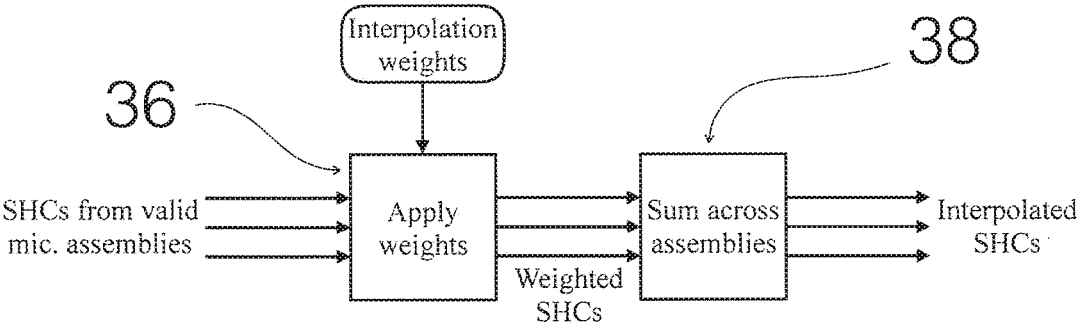 Interpolation
weights
38
36
SHCs from valid
mic. assemblies
Apply
weights
Weighted
SHCs
Sum across
assemblies
Interpolated
SHCs